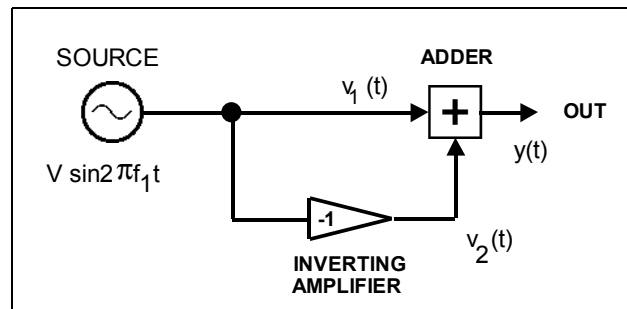 SOURCE
ADDER
v1 (t)
+
OUT
y(t)
V sin2πf1t
-1
v2(t)
INVERTING
AMPLIFIER